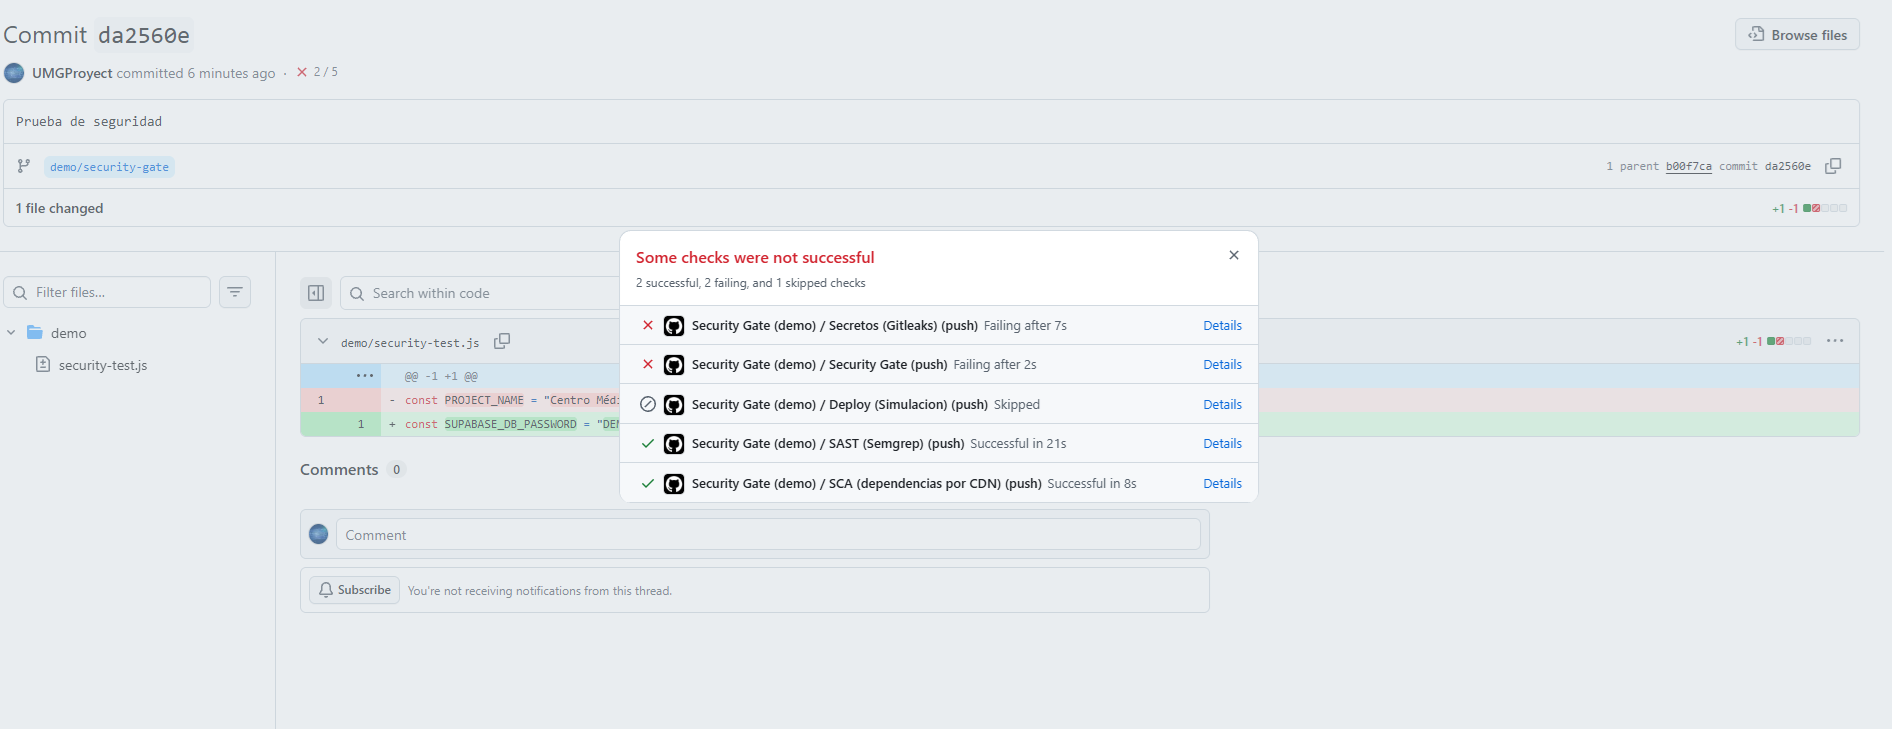 Commit da2560e
Browse files
UMGProyect committed 6 minutes ago · 2 / 5
Prueba de seguridad
demo/security-gate
1 parent b00f7ca commit da2560e
1 file changed
+1 -1
Filter files...
demo
security-test.js
Search within code
demo/security-test.js
+1 -1
@@ -1 +1 @@
1 - const PROJECT_NAME = "Centro
1 + const SUPABASE_DB_PASSWORD =
Some checks were not successful
2 successful, 2 failing, and 1 skipped checks
Security Gate (demo) / Secretos (Gitleaks) (push) Failing after 7s Details
Security Gate (demo) / Security Gate (push) Failing after 2s Details
Security Gate (demo) / Deploy (Simulacion) (push) Skipped Details
Security Gate (demo) / SAST (Semgrep) (push) Successful in 21s Details
Security Gate (demo) / SCA (dependencias por CDN) (push) Successful in 8s Details
Comments 0
Comment
Subscribe You're not receiving notifications from this thread.